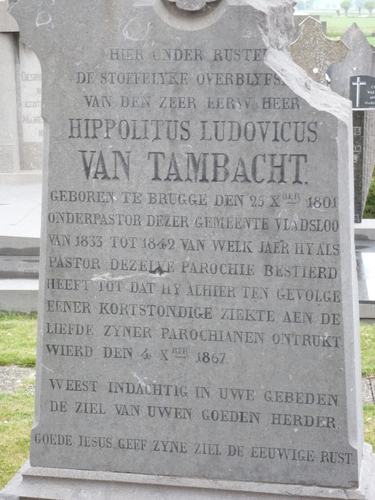 HIER ONDER RUSTEN
DE STOFFELYKE OVERBLYFS
VAN DEN ZEER EERW. HEER
HIPPOLITUS LUDOVICUS
VAN TAMBACHT.
GEBOREN TE BRUGGE DEN 25 XBER 1801
ONDERPASTOR DEZER GEMEENTE VLADSLOO
VAN 1833 TOT 1842 VAN WELK JAER HY ALS
PASTOR DEZELVE PAROCHIE BESTIERD
HEEFT TOT DAT HY ALHIER TEN GEVOLGE
EENER KORTSTONDIGE ZIEKTE AEN DE
LIEFDE ZYNER PAROCHIANEN ONTRUKT
WIERD DEN 4 XBER 1867.
WEEST INDACHTIG IN UWE GEBEDEN
DE ZIEL VAN UWEN GOEDEN HERDER.
GOEDE JESUS, GEEF ZYNE ZIEL DE EEUWIGE RUST.